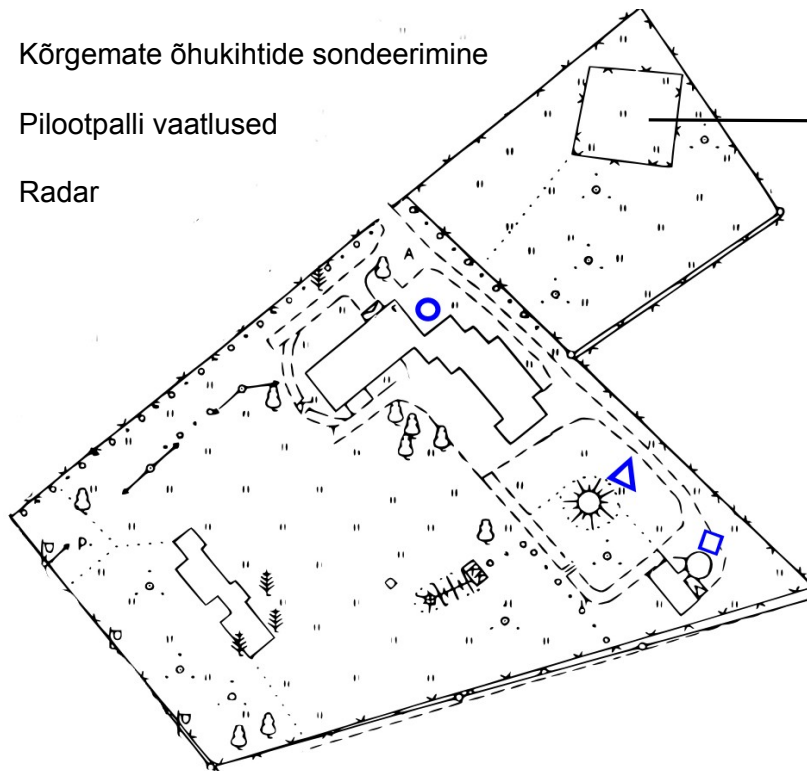 Kõrgemate õhukihtide sondeerimine
Pilootpalli vaatlused
Radar
A
P